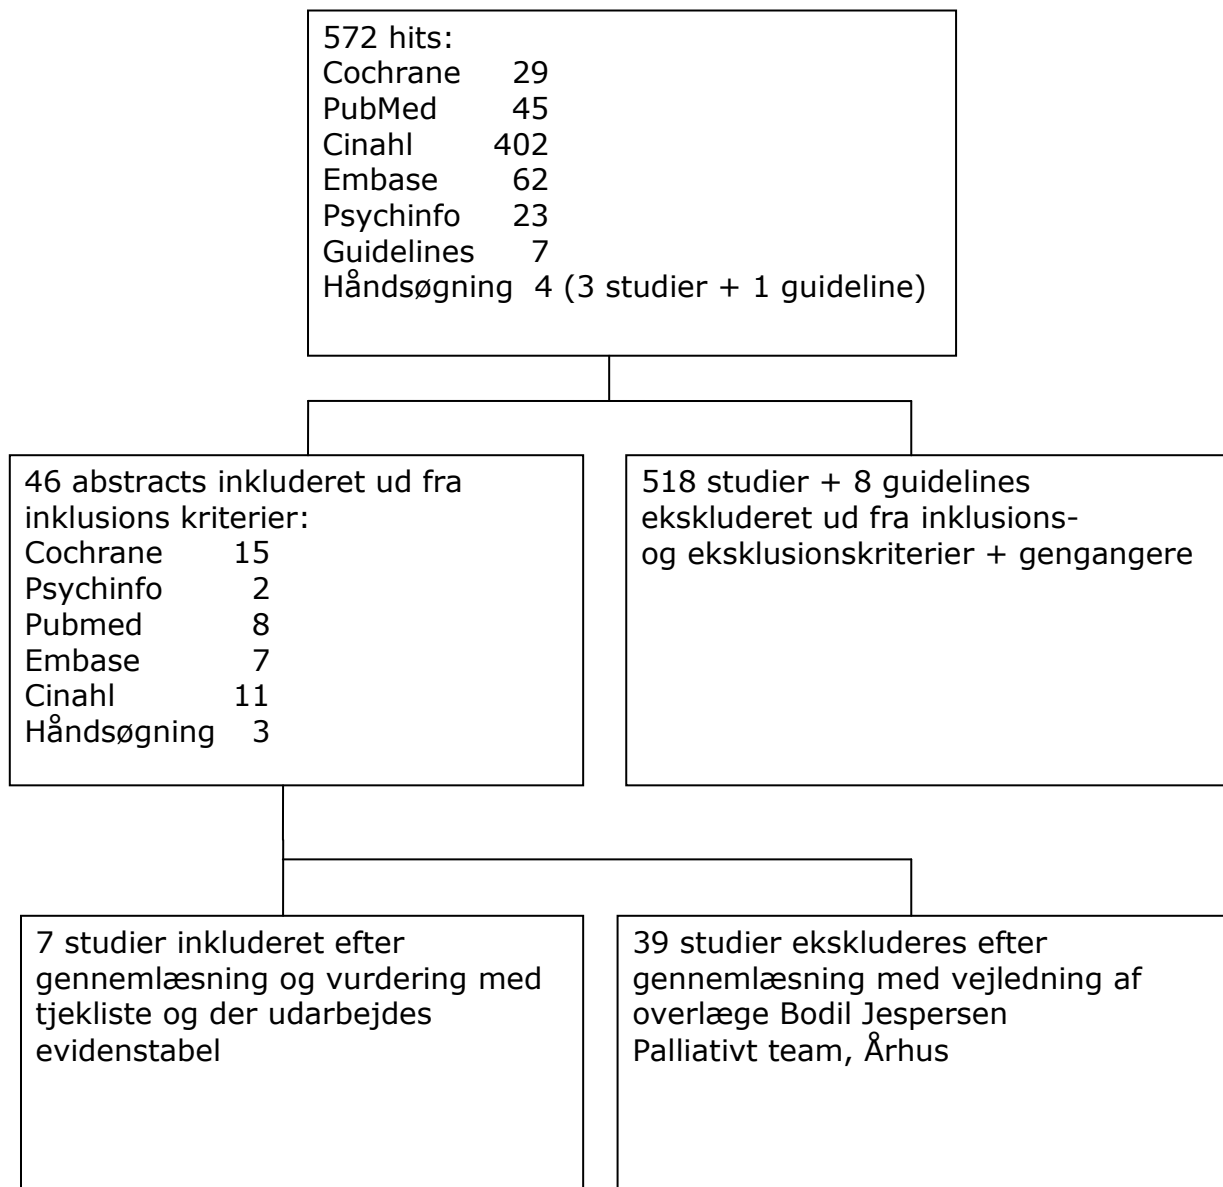 572 hits:
Cochrane 29
PubMed 45
Cinahl 402
Embase 62
Psychinfo 23
Guidelines 7
Håndsøgning 4 (3 studier + 1 guideline)
46 abstracts inkluderet ud fra
inklusions kriterier:
Cochrane 15
Psychinfo 2
Pubmed 8
Embase 7
Cinahl 11
Håndsøgning 3
518 studier + 8 guidelines
ekskluderet ud fra inklusions-
og eksklusionskriterier + gengangere
7 studier inkluderet efter
gennemlæsning og vurdering med
tjekliste og der udarbejdes
evidenstabel
39 studier ekskluderes efter
gennemlæsning med vejledning af
overlæge Bodil Jespersen
Palliativt team, Århus